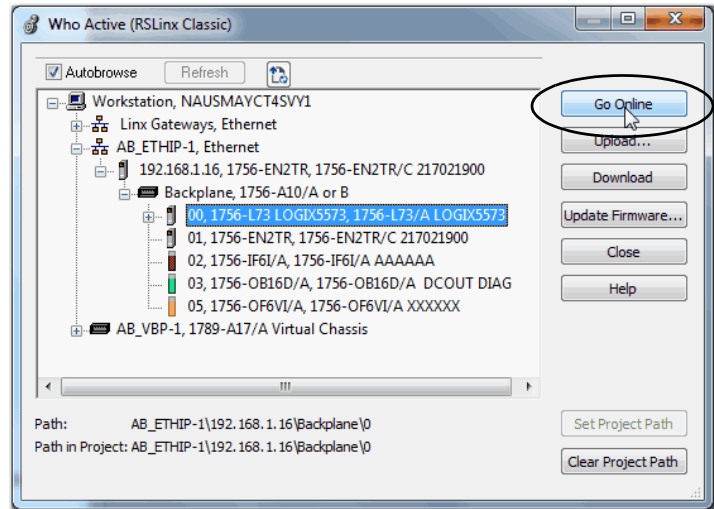 Who Active (RSLinx Classic)
Autobrowse Refresh
Workstation, NAUSMAYCT4SVY1
Linx Gateways, Ethernet
AB_ETHIP-1, Ethernet
192.168.1.16, 1756-EN2TR, 1756-EN2TR/C 217021900
Backplane, 1756-A10/A or B
00, 1756-L73 LOGIX5573, 1756-L73/A LOGIX5573
01, 1756-EN2TR, 1756-EN2TR/C 217021900
02, 1756-IF6I/A, 1756-IF6I/A AAAAAA
03, 1756-OB16D/A, 1756-OB16D/A DCOUT DIAG
05, 1756-OF6VI/A, 1756-OF6VI/A XXXXXX
AB_VBP-1, 1789-A17/A Virtual Chassis
Go Online
Upload...
Download
Update Firmware...
Close
Help
Path: AB_ETHIP-1\192.168.1.16\Backplane\0
Path in Project: AB_ETHIP-1\192.168.1.16\Backplane\0
Set Project Path
Clear Project Path